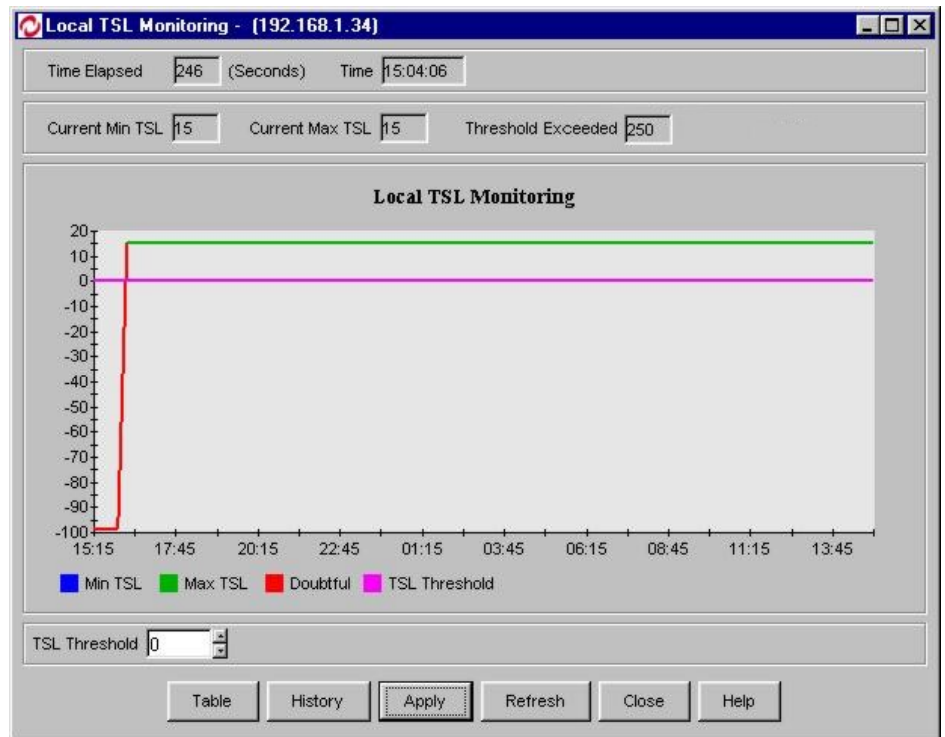 Local TSL Monitoring - (192.168.1.34)
Time Elapsed 246 (Seconds) Time 15:04:06
Current Min TSL 15 Current Max TSL 15 Threshold Exceeded 250
Local TSL Monitoring
20
10
0
-10
-20
-30
-40
-50
-60
-70
-80
-90
-100
15:15 17:45 20:15 22:45 01:15 03:45 06:15 08:45 11:15 13:45
Min TSL Max TSL Doubtful TSL Threshold
TSL Threshold 0
Table History Apply Refresh Close Help